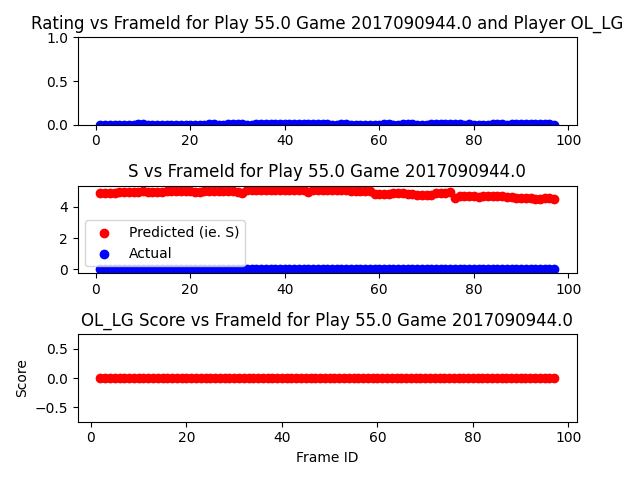 Rating vs FrameId for Play 55.0 Game 2017090944.0 and Player OL_LG
1.0
0.5
0.0
0 20 40 60 80 100
S vs FrameId for Play 55.0 Game 2017090944.0
4
2
0
Predicted (ie. S)
Actual
0 20 40 60 80 100
OL_LG Score vs FrameId for Play 55.0 Game 2017090944.0
Score
0.5
0.0
−0.5
0 20 40 60 80 100
Frame ID